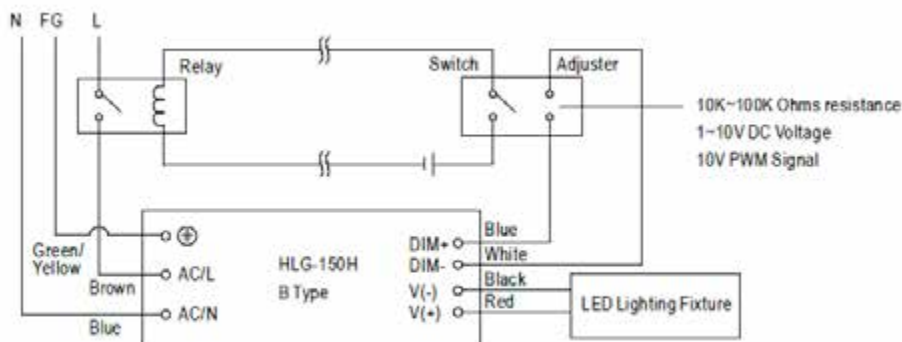 N FG L
Relay
Switch
Adjuster
10K~100K Ohms resistance
1~10V DC Voltage
10V PWM Signal
Green/
Yellow
Brown
Blue
AC/L
AC/N
HLG-150H
B Type
DIM+
DIM-
V(-)
V(+)
Blue
White
Black
Red
LED Lighting Fixture